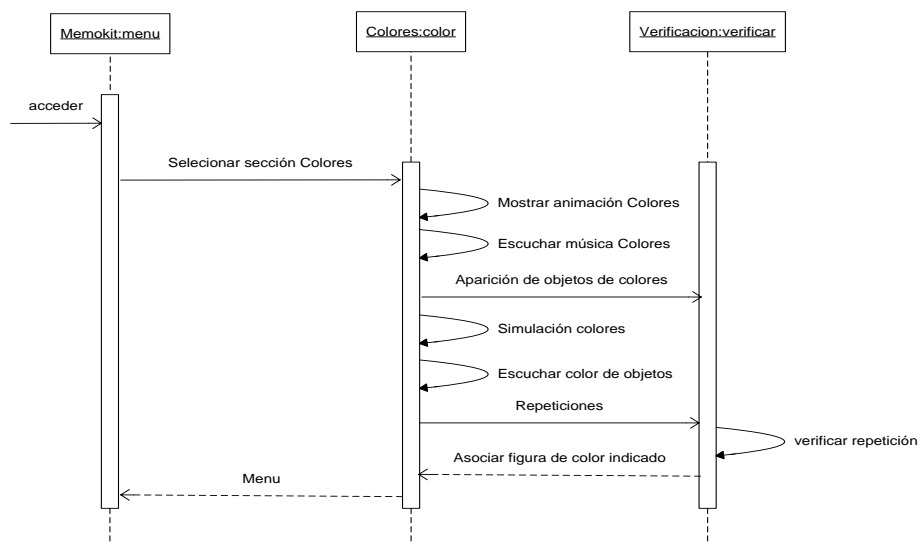 Memokit:menu
Colores:color
Verificacion:verificar
acceder
Selecionar sección Colores
Mostrar animación Colores
Escuchar música Colores
Aparición de objetos de colores
Simulación colores
Escuchar color de objetos
Repeticiones
verificar repetición
Asociar figura de color indicado
Menu